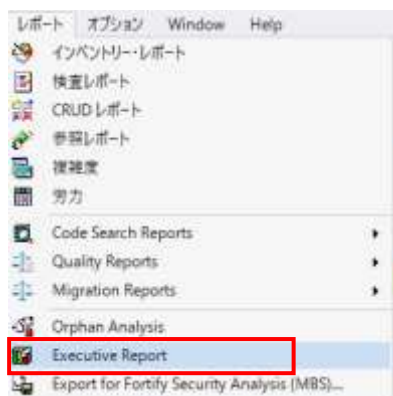 レポート オプション Window Help
インベントリー・レポート
検査レポート
CRUD レポート
参照レポート
複雑度
労力
Code Search Reports
Quality Reports
Migration Reports
Orphan Analysis
Executive Report
Export for Fortify Security Analysis (MBS)...